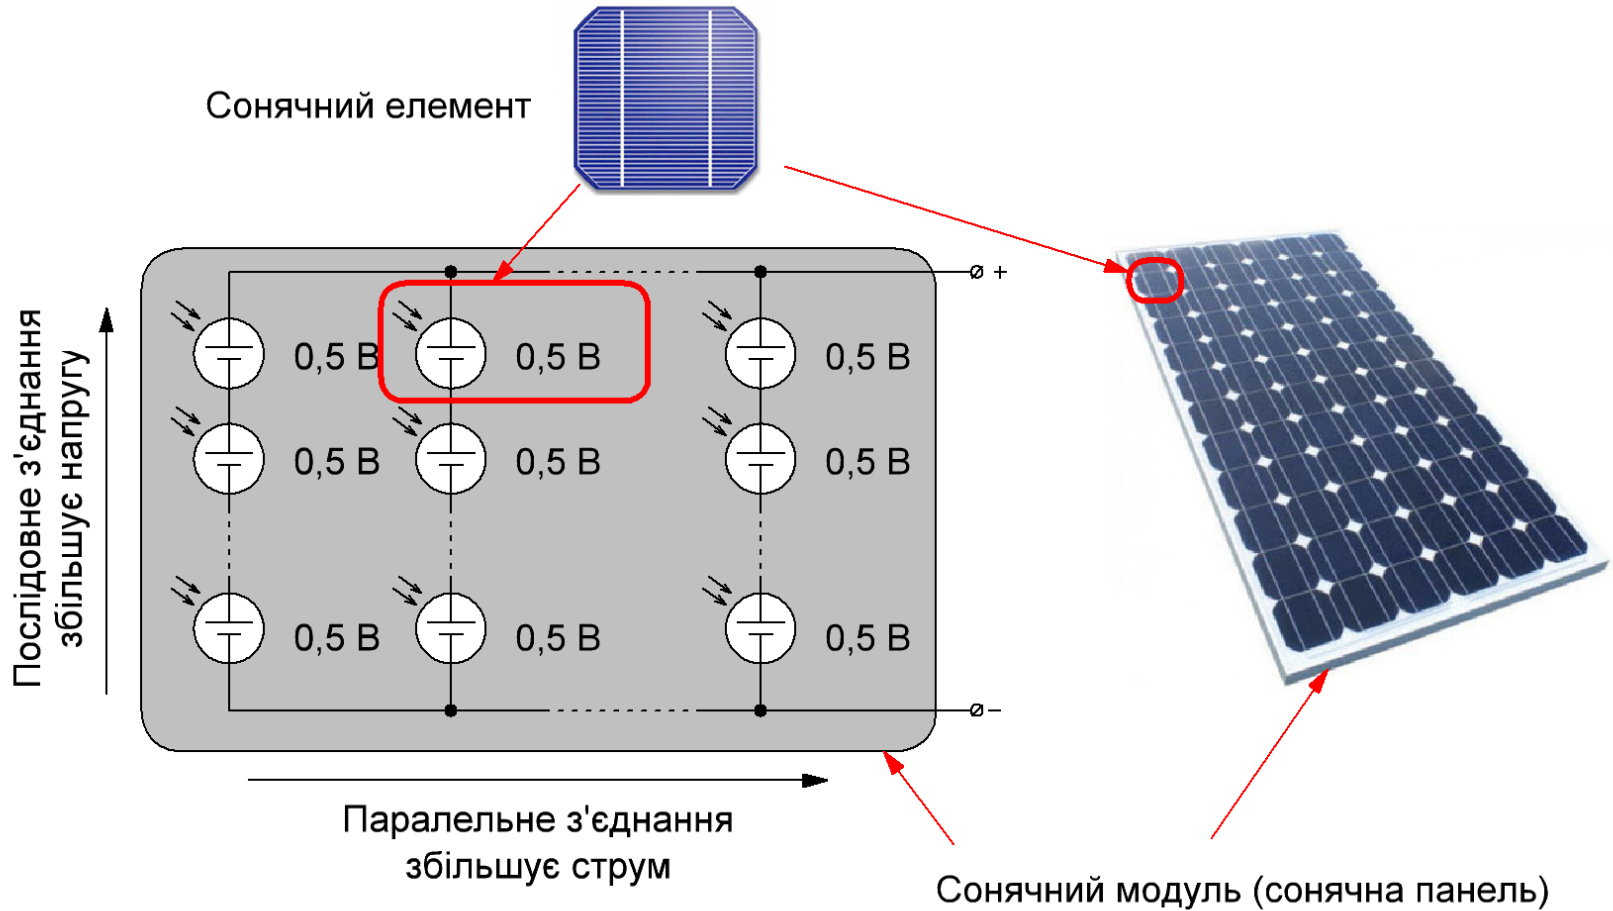 Сонячний елемент
+
0,5 В 0,5 В 0,5 В
0,5 В 0,5 В 0,5 В
0,5 В 0,5 В 0,5 В
–
Послідовне з'єднання
збільшує напругу
Паралельне з'єднання
збільшує струм
Сонячний модуль (сонячна панель)